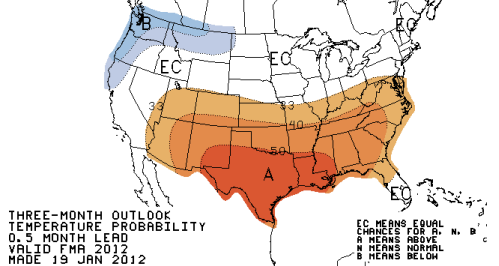 B
EC
EC
EC
33
33
40
50
A
EC
THREE-MONTH OUTLOOK
TEMPERATURE PROBABILITY
0.5 MONTH LEAD
VALID FMA 2012
MADE 19 JAN 2012
EC MEANS EQUAL
CHANCES FOR A, N, B
A MEANS ABOVE
N MEANS NORMAL
B MEANS BELOW